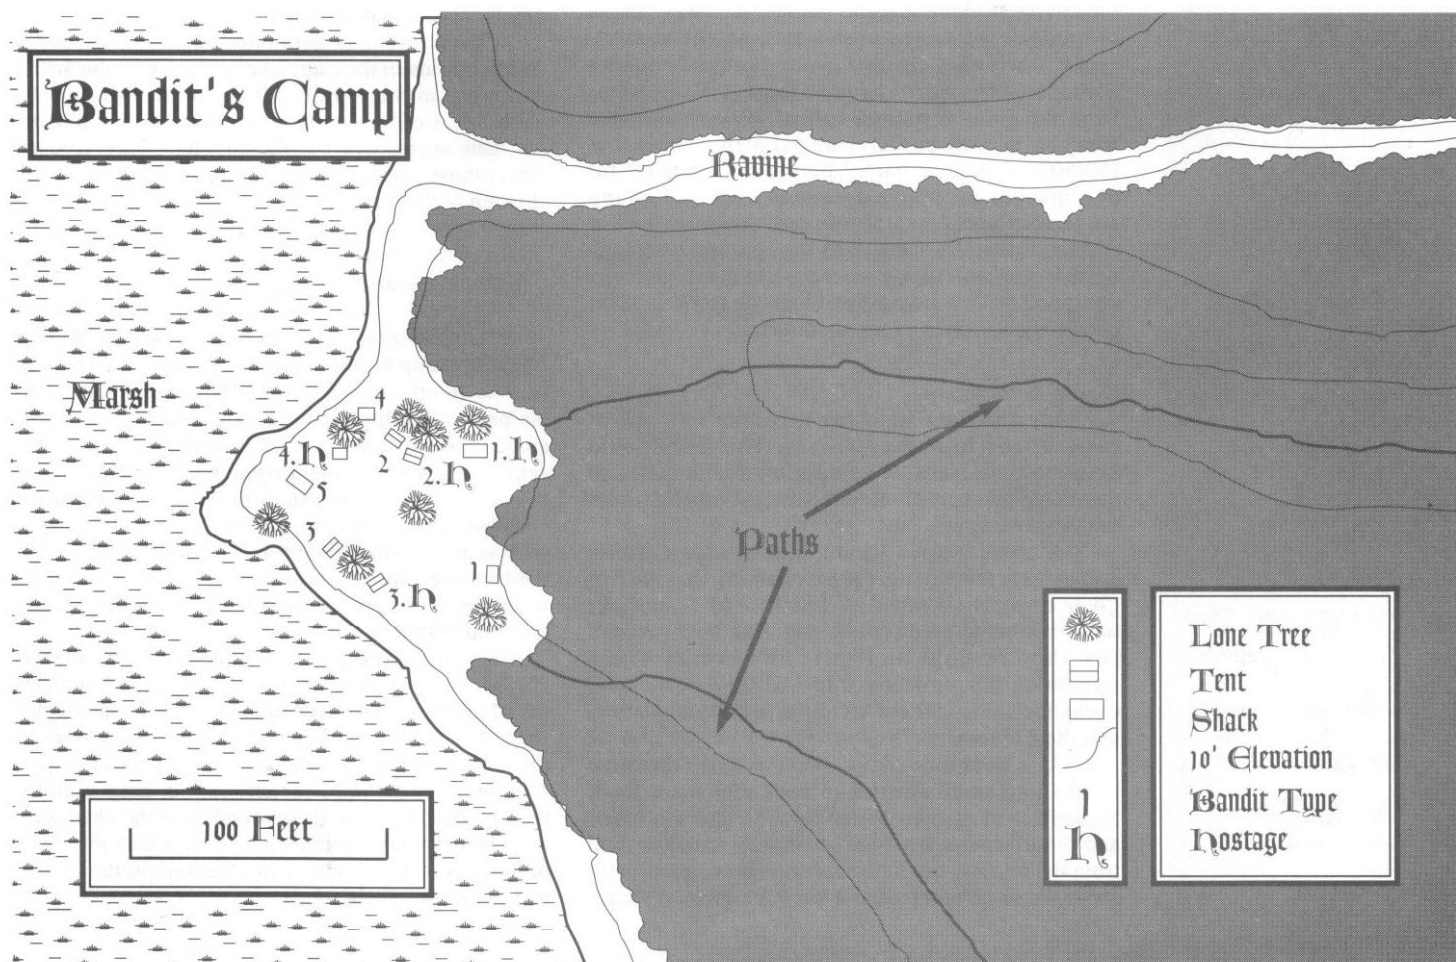 Bandit's Camp
Ravine
Marsh
4
4.h
2
2.h
1.h
5
3
3.h
1
Paths
Lone Tree
Tent
Shack
10' Elevation
1
Bandit Type
h
Hostage
100 Feet